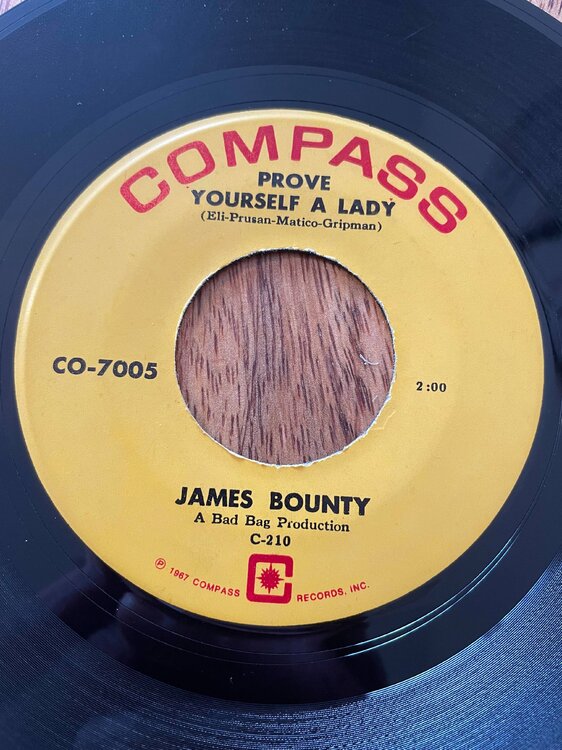 COMPASS
PROVE
YOURSELF A LADY
(Eli-Prusan-Matico-Gripman)
CO-7005
2:00
JAMES BOUNTY
A Bad Bag Production
C-210
Ⓟ 1967 COMPASS C RECORDS, INC.